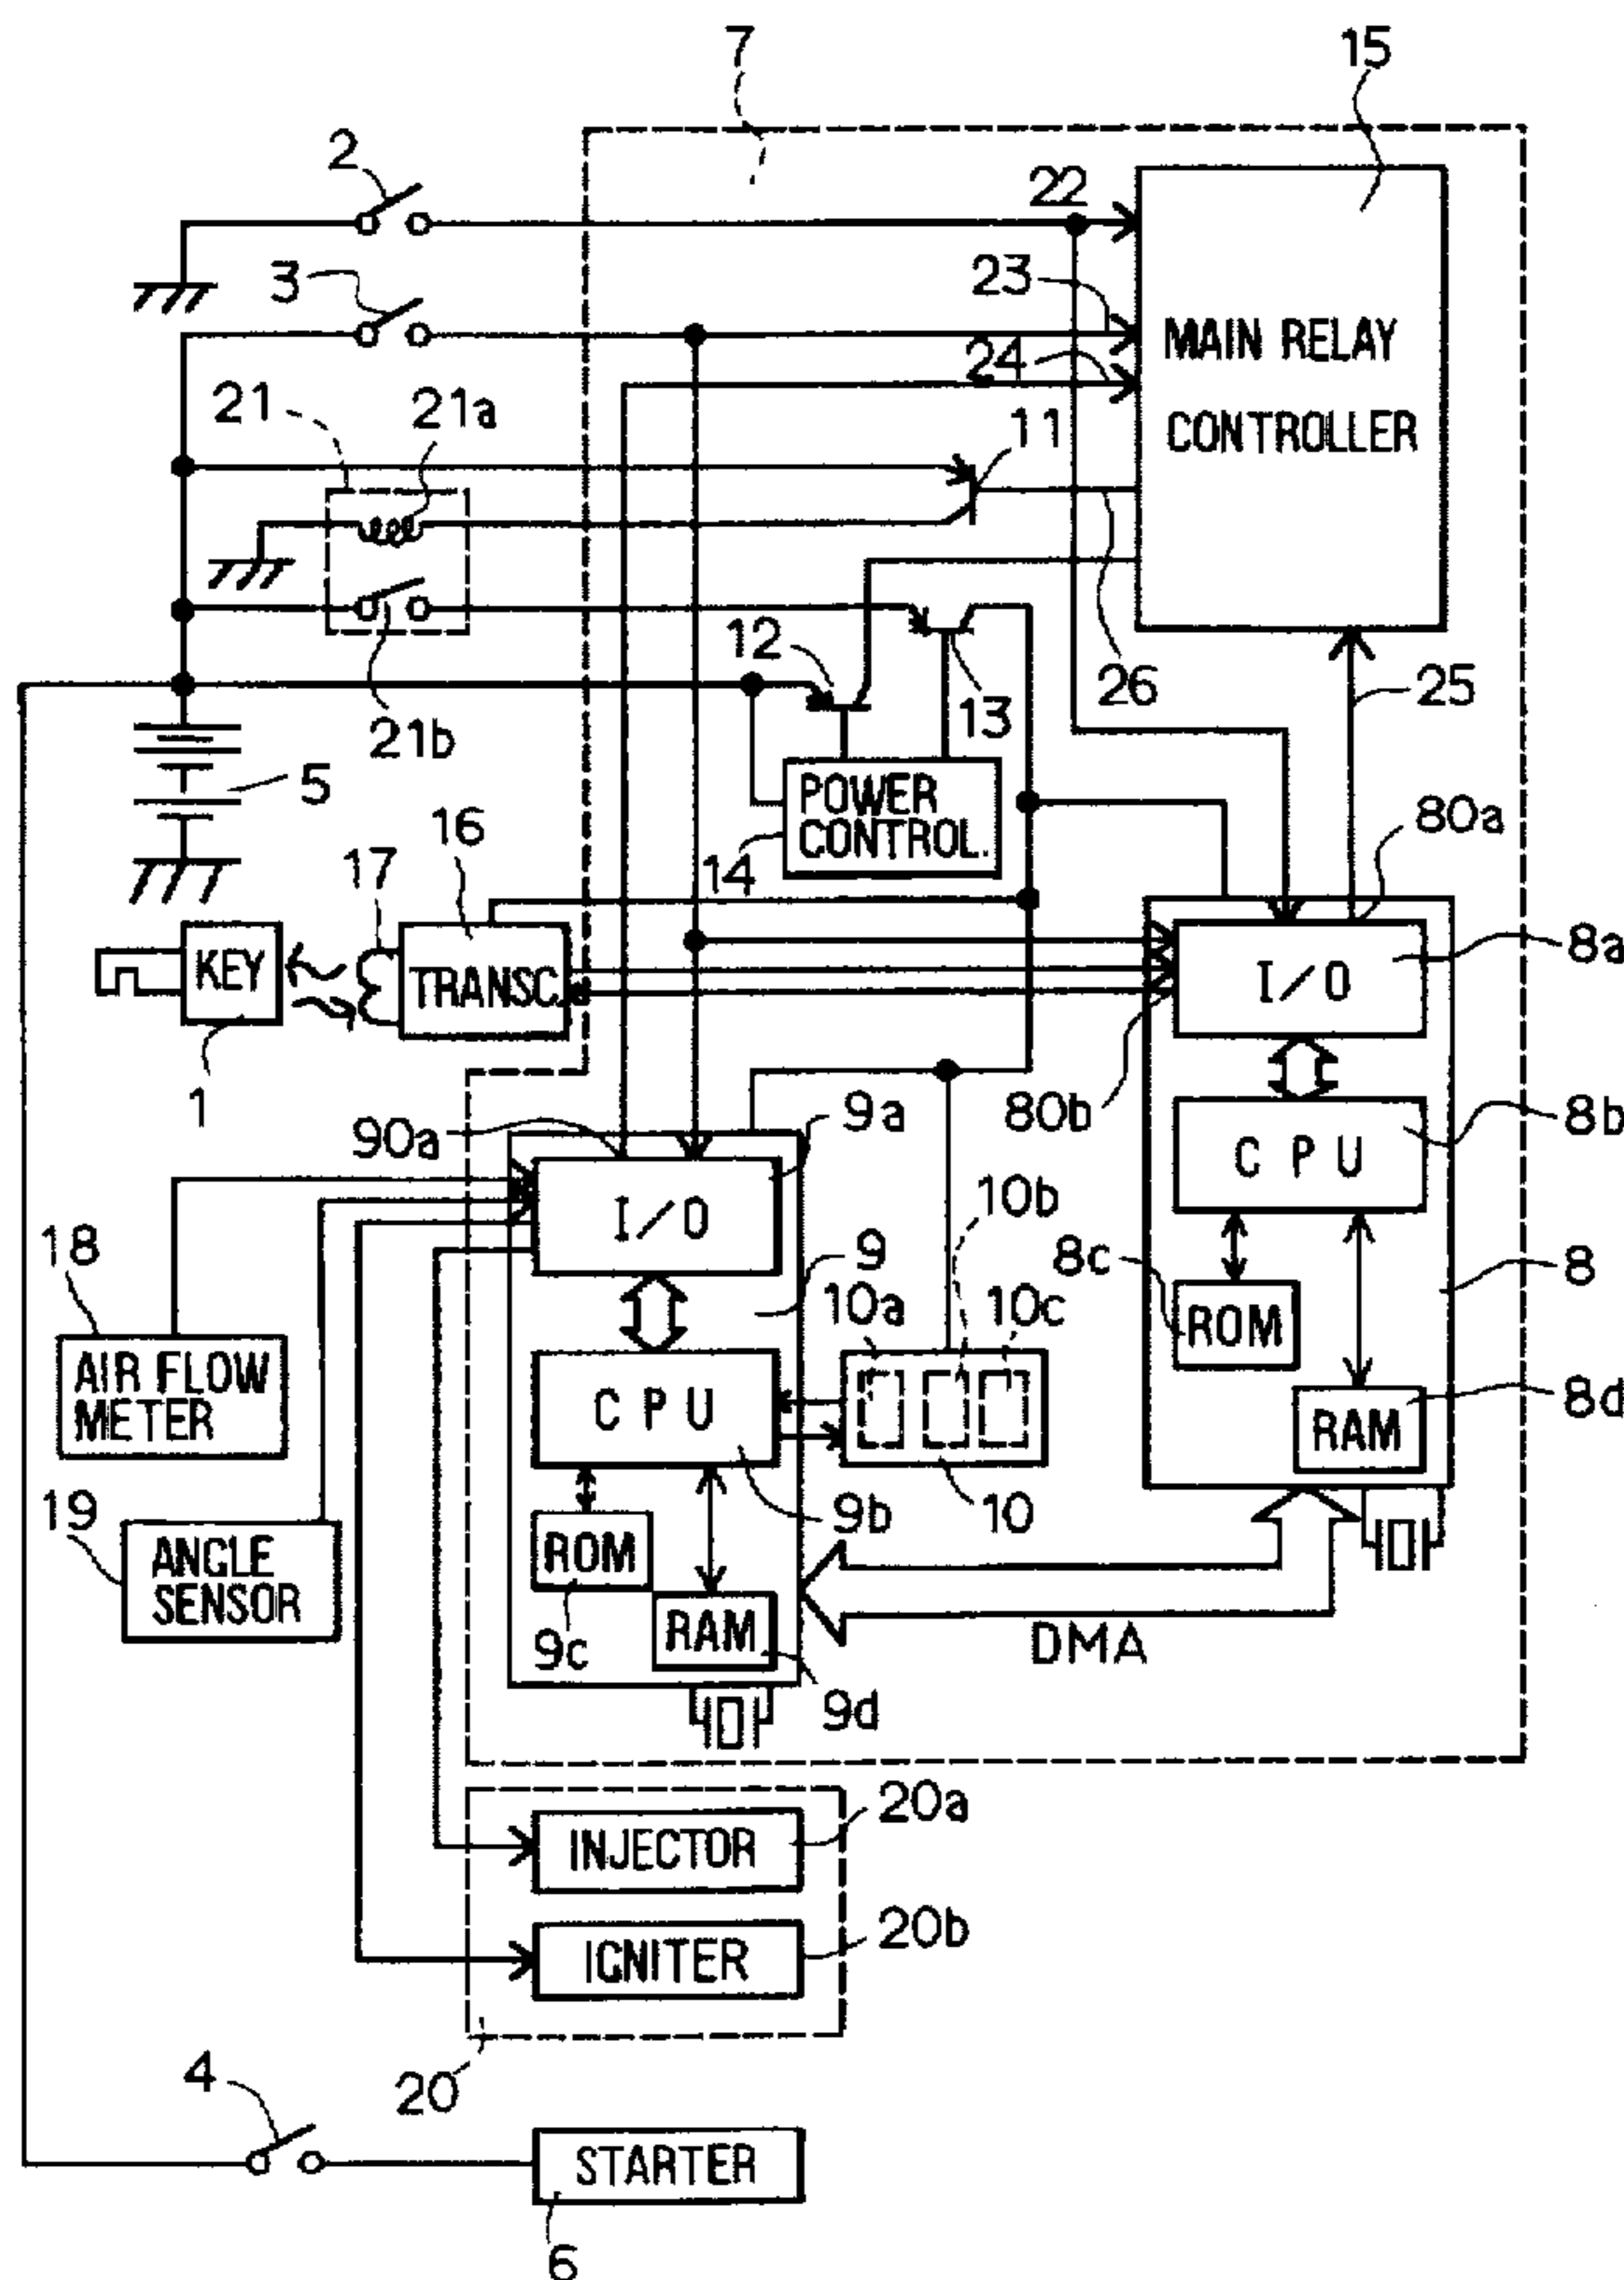 7
15
2
22
3
23
MAIN RELAY
24
21
21a
11
CONTROLLER
12
13
26
25
21b
5
POWER
CONTROL.
14
80a
16
17
KEY
TRANSC.
I/O
8a
1
80b
90a
9a
8b
CPU
10b
I/O
18
9
8c
8
10a
10c
ROM
AIR FLOW
METER
CPU
8d
RAM
19
9b
10
ANGLE
SENSOR
ROM
RAM
DMA
9c
9d
20a
INJECTOR
20b
IGNITER
4
20
STARTER
6